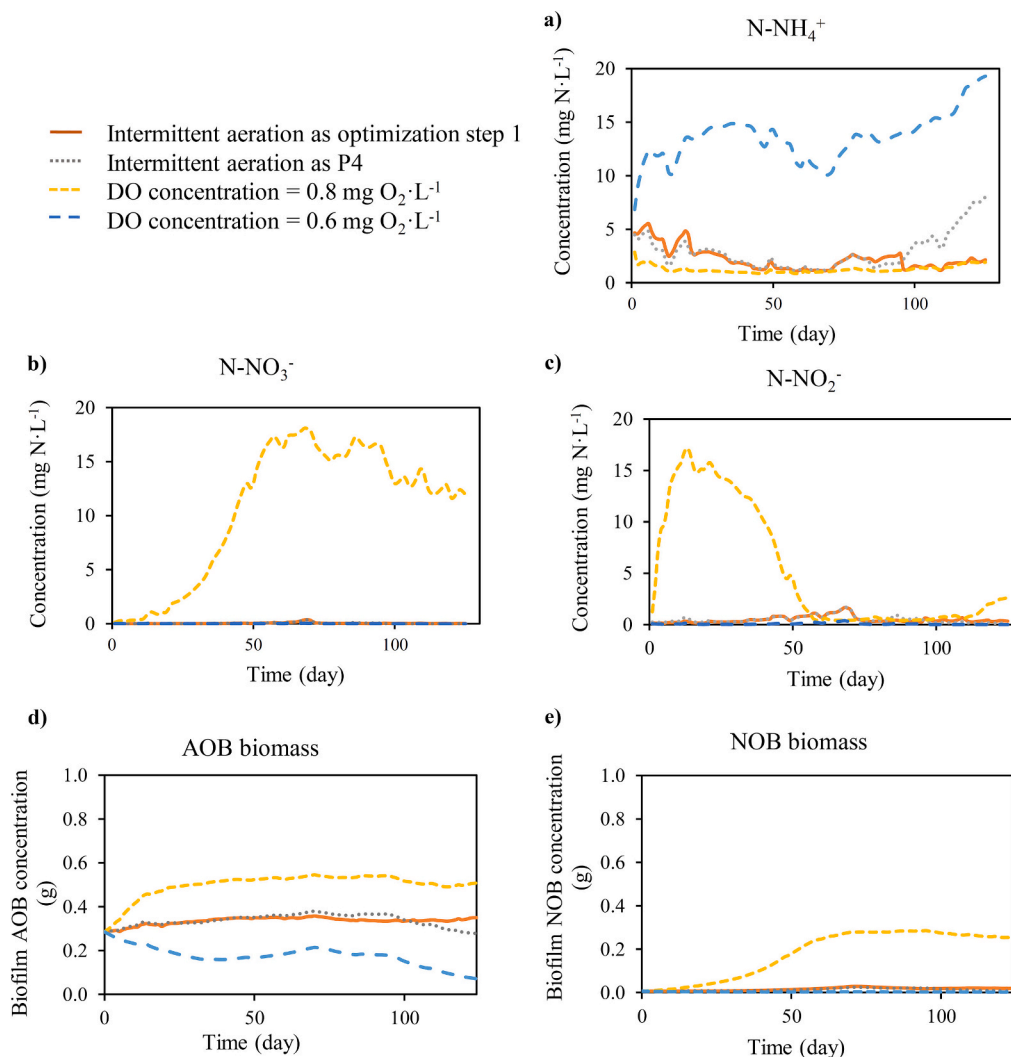 a)
N-NH₄⁺
Intermittent aeration as optimization step 1
Intermittent aeration as P4
DO concentration = 0.8 mg O₂·L⁻¹
DO concentration = 0.6 mg O₂·L⁻¹
Concentration (mg N·L⁻¹)
20
15
10
5
0
0
50
100
Time (day)
b)
N-NO₃⁻
Concentration (mg N·L⁻¹)
20
15
10
5
0
0
50
100
Time (day)
c)
N-NO₂⁻
Concentration (mg N·L⁻¹)
20
15
10
5
0
0
50
100
Time (day)
d)
AOB biomass
Biofilm AOB concentration
(g)
1.0
0.8
0.6
0.4
0.2
0.0
0
50
100
Time (day)
e)
NOB biomass
Biofilm NOB concentration
(g)
1.0
0.8
0.6
0.4
0.2
0.0
0
50
100
Time (day)